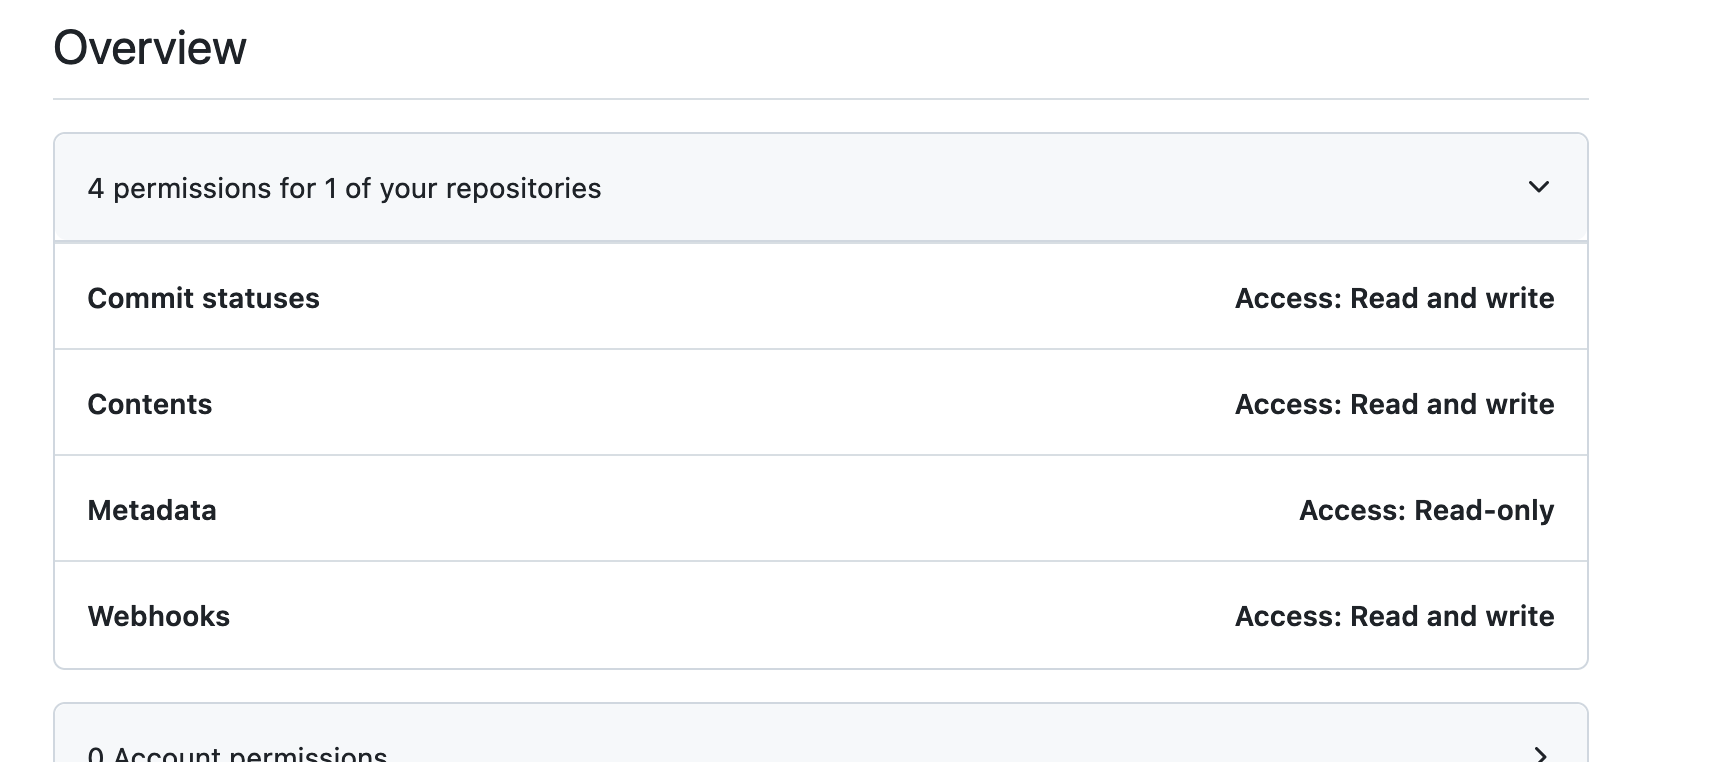 Overview
4 permissions for 1 of your repositories
Commit statuses Access: Read and write
Contents Access: Read and write
Metadata Access: Read-only
Webhooks Access: Read and write
0 Account permissions